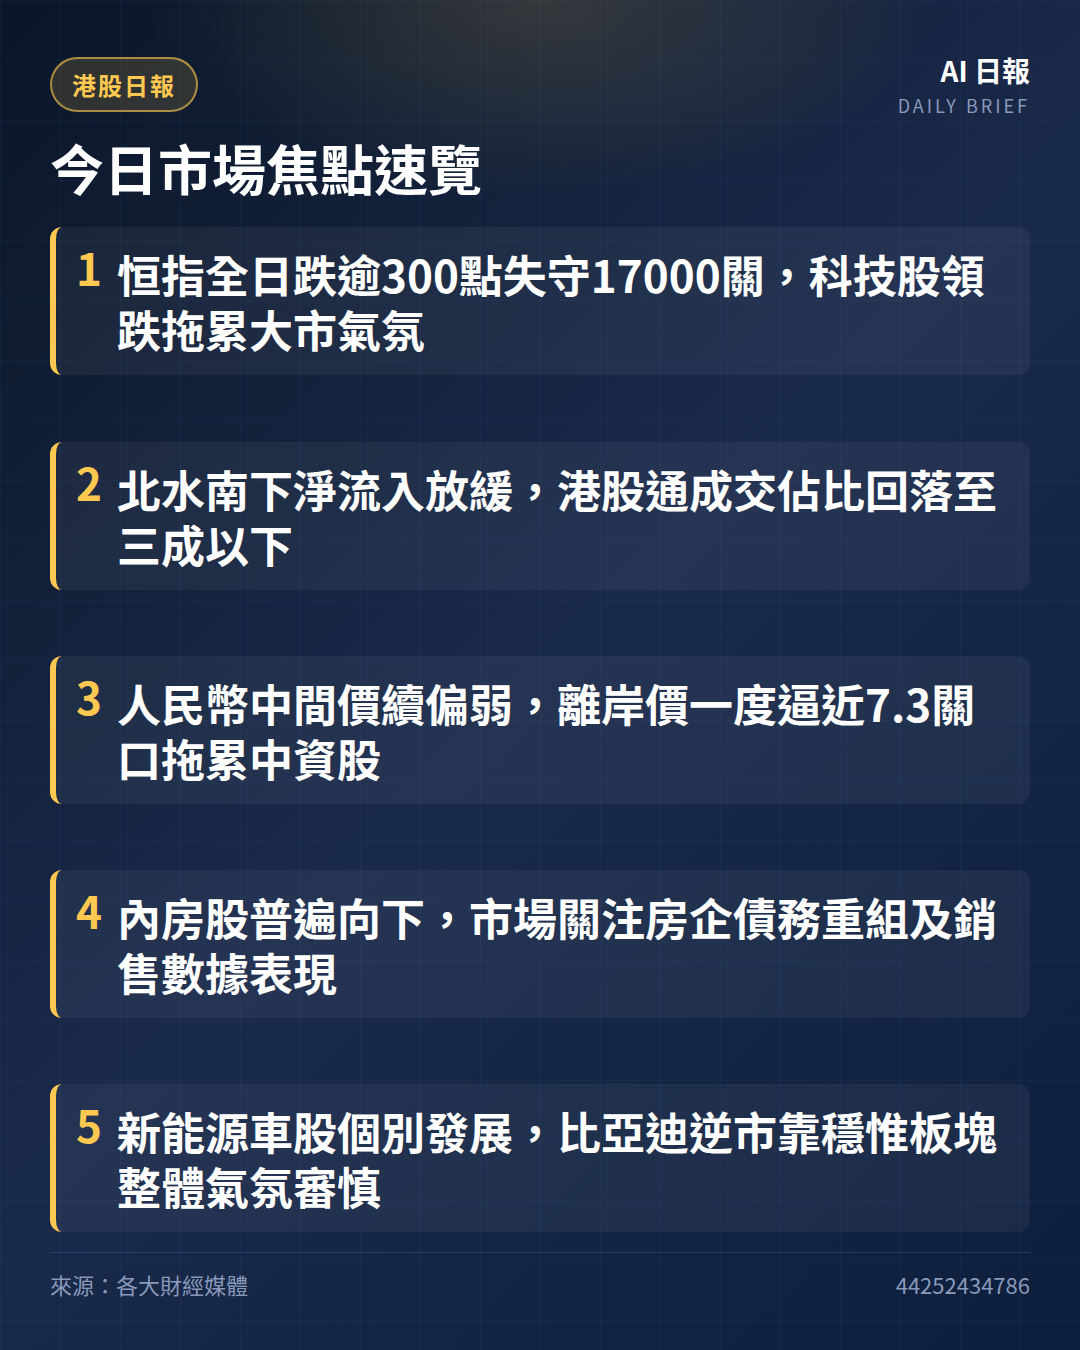 港股日報
AI 日報
DAILY BRIEF
今日市場焦點速覽
1 恒指全日跌逾300點失守17000關，科技股領
跌拖累大市氣氛
2 北水南下淨流入放緩，港股通成交佔比回落至
三成以下
3 人民幣中間價續偏弱，離岸價一度逼近7.3關
口拖累中資股
4 內房股普遍向下，市場關注房企債務重組及銷
售數據表現
5 新能源車股個別發展，比亞迪逆市靠穩惟板塊
整體氣氛審慎
來源：各大財經媒體
44252434786